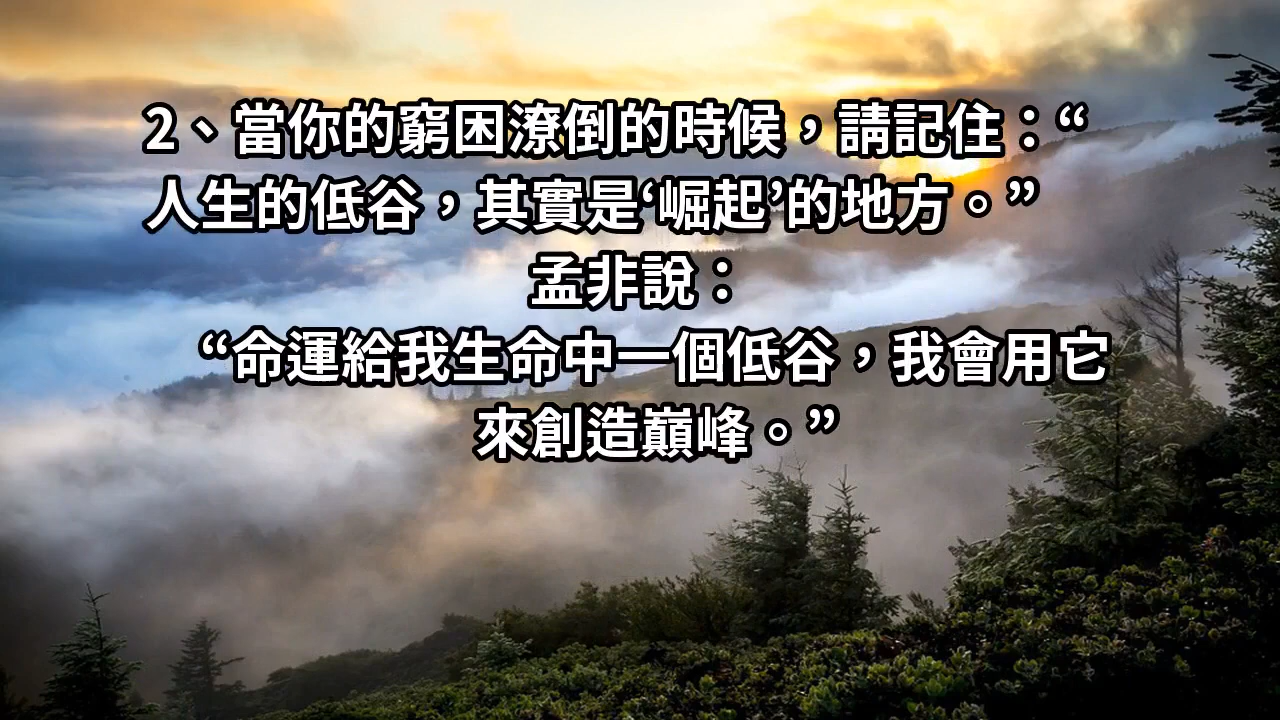 2、當你的窮困潦倒的時候，請記住：“
人生的低谷，其實是‘崛起’的地方。”
孟非說：
“命運給我生命中一個低谷，我會用它
來創造巔峰。”